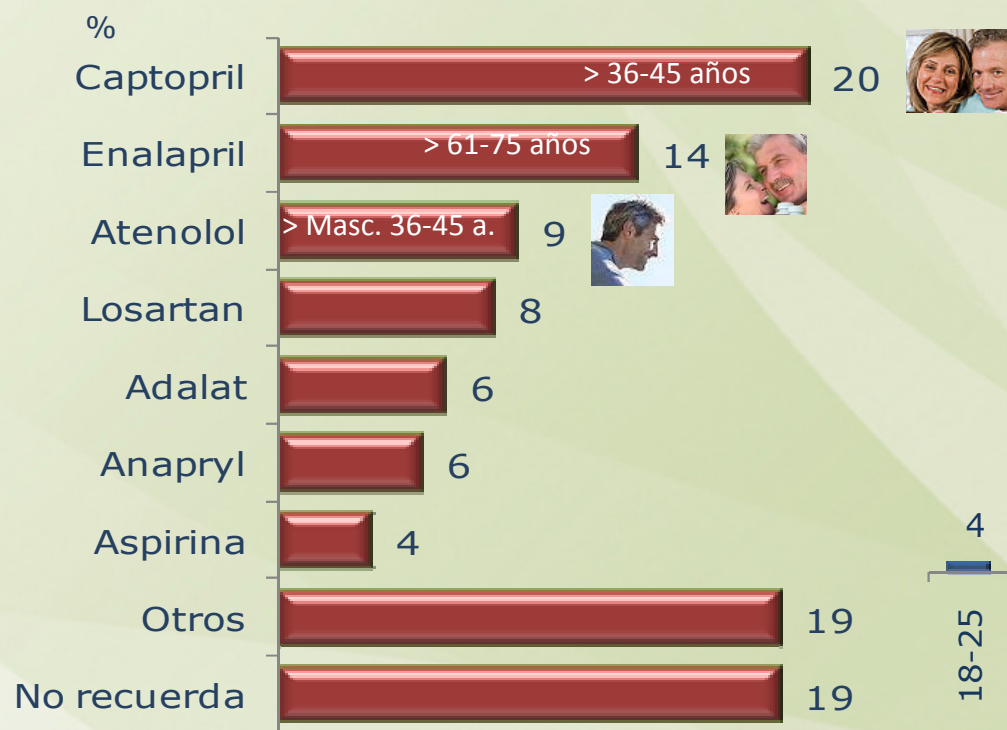 %
Captopril > 36-45 años 20
Enalapril > 61-75 años 14
Atenolol > Masc. 36-45 a. 9
Losartan 8
Adalat 6
Anapryl 6
Aspirina 4
Otros 19
No recuerda 19
4
18-25